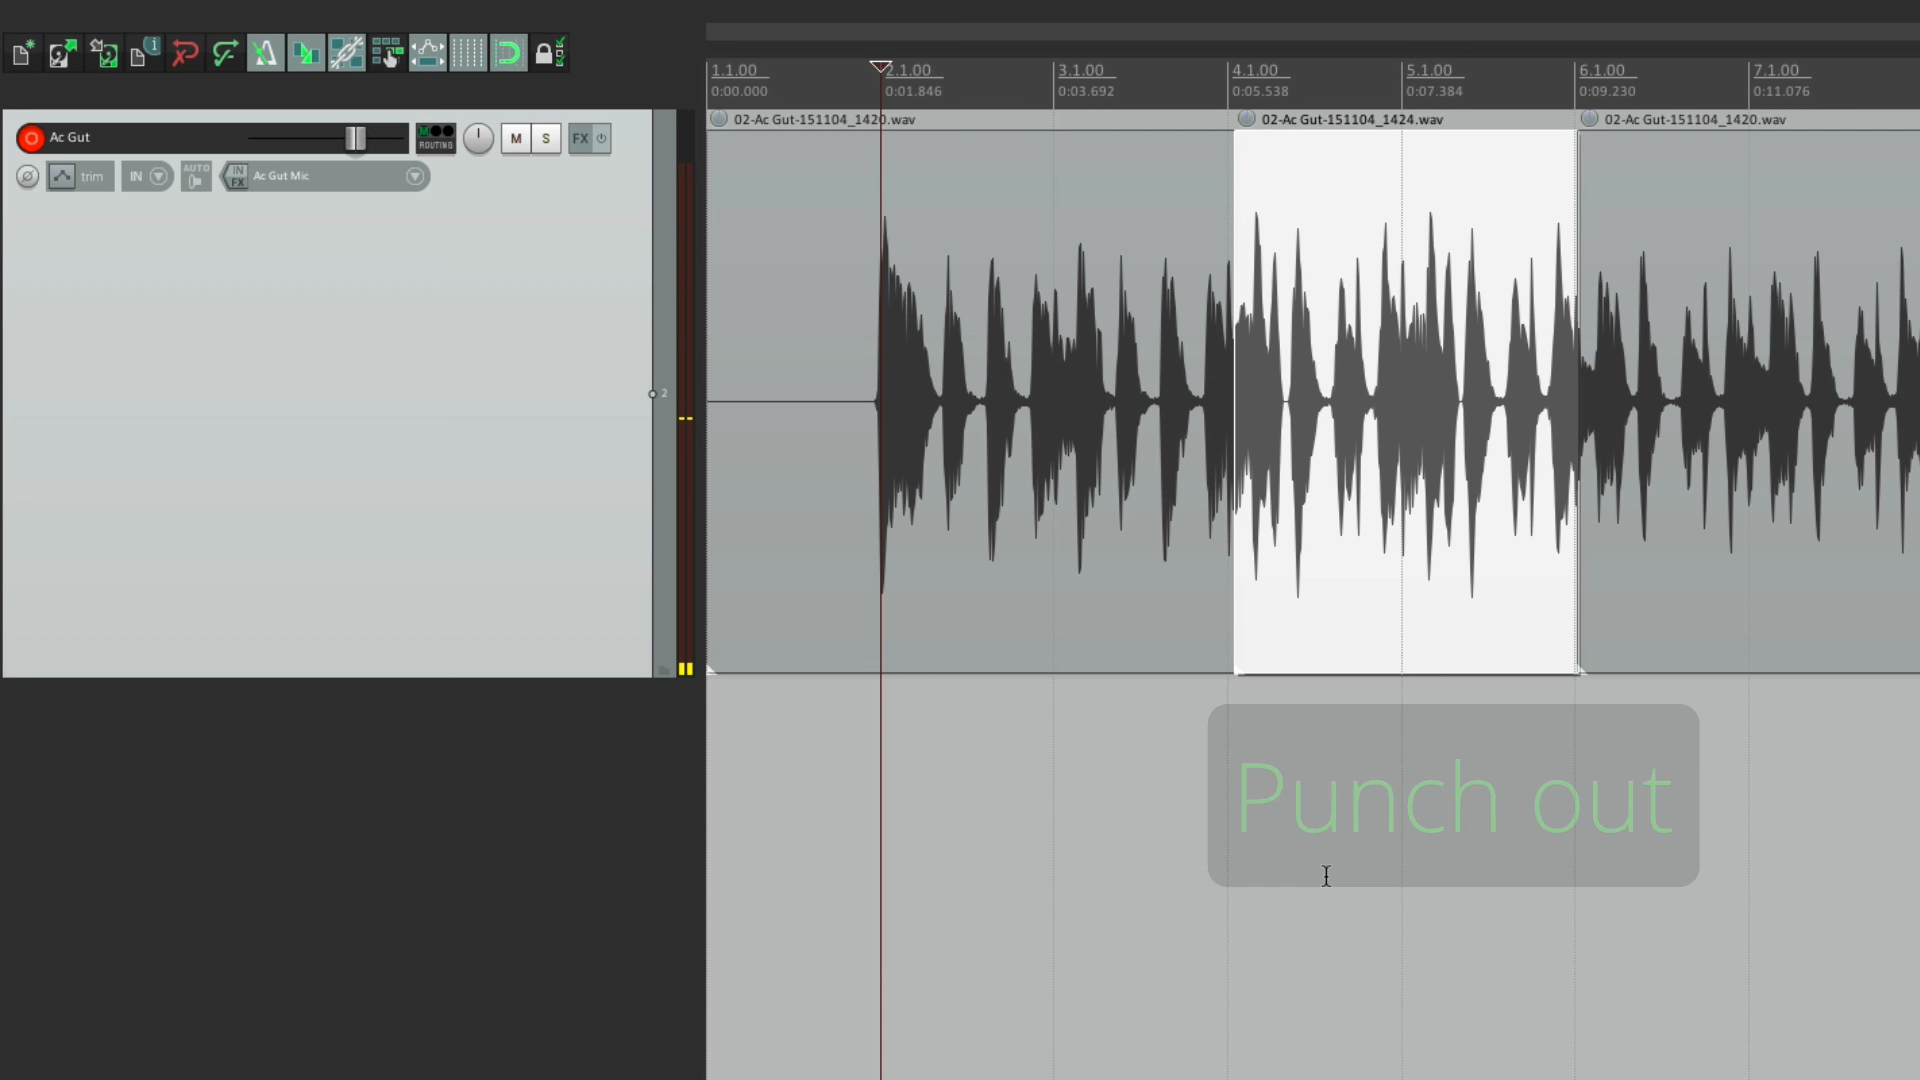 1.1.00 2.1.00 3.1.00 4.1.00 5.1.00 6.1.00 7.1.00
0:00.000 0:01.846 0:03.692 0:05.538 0:07.384 0:09.230 0:11.076
02-Ac Gut-151104_1420.wav 02-Ac Gut-151104_1424.wav 02-Ac Gut-151104_1420.wav
Ac Gut M ROUTING M S FX
trim IN AUTO IN FX Ac Gut Mic
2
Punch out